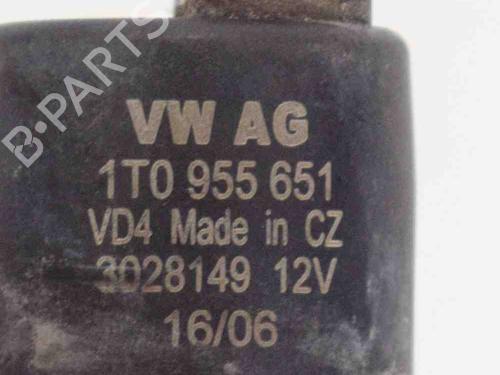 B-PARTS
VW AG
1T0 955 651
VD4 Made in CZ
3028149 12V
16/06